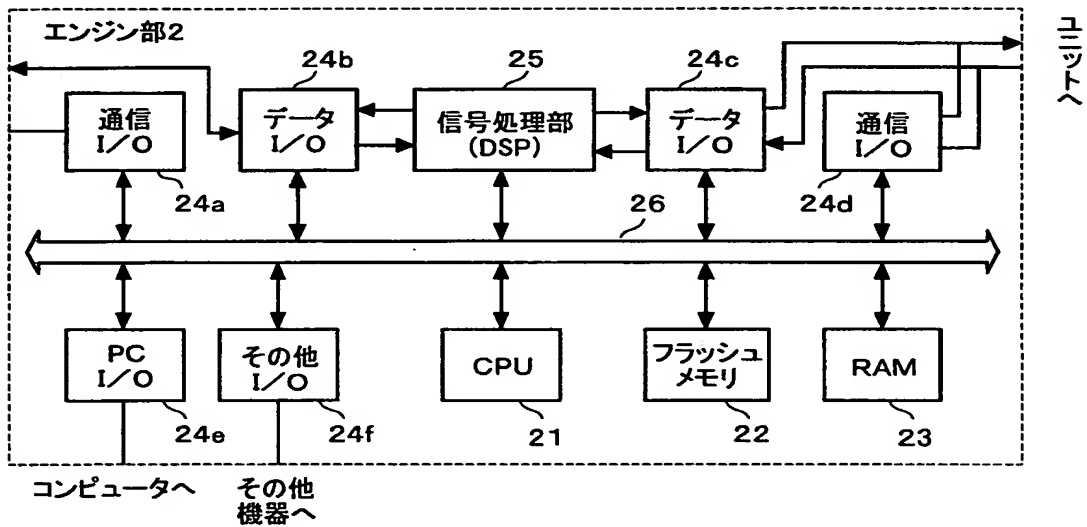 エンジン部2
24b
25
24c
通信
I/O
データ
I/O
信号処理部
(DSP)
データ
I/O
通信
I/O
ユニットへ
24a
24d
26
PC
I/O
その他
I/O
CPU
フラッシュ
メモリ
RAM
24e
24f
21
22
23
コンピュータへ
その他
機器へ